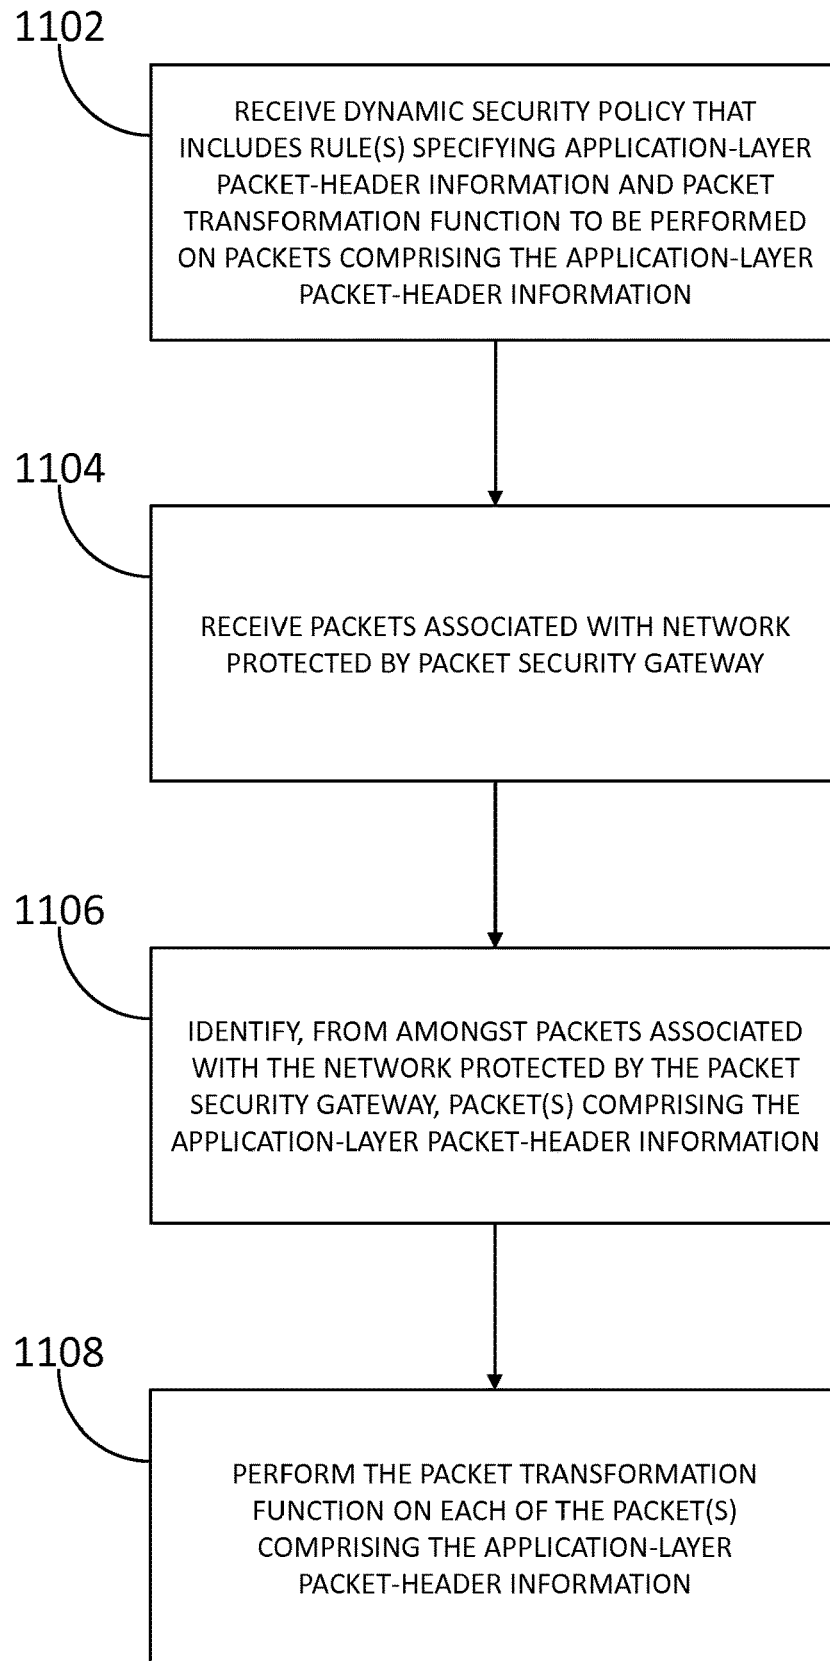 1102
RECEIVE DYNAMIC SECURITY POLICY THAT
INCLUDES RULE(S) SPECIFYING APPLICATION-LAYER
PACKET-HEADER INFORMATION AND PACKET
TRANSFORMATION FUNCTION TO BE PERFORMED
ON PACKETS COMPRISING THE APPLICATION-LAYER
PACKET-HEADER INFORMATION
1104
RECEIVE PACKETS ASSOCIATED WITH NETWORK
PROTECTED BY PACKET SECURITY GATEWAY
1106
IDENTIFY, FROM AMONGST PACKETS ASSOCIATED
WITH THE NETWORK PROTECTED BY THE PACKET
SECURITY GATEWAY, PACKET(S) COMPRISING THE
APPLICATION-LAYER PACKET-HEADER INFORMATION
1108
PERFORM THE PACKET TRANSFORMATION
FUNCTION ON EACH OF THE PACKET(S)
COMPRISING THE APPLICATION-LAYER
PACKET-HEADER INFORMATION